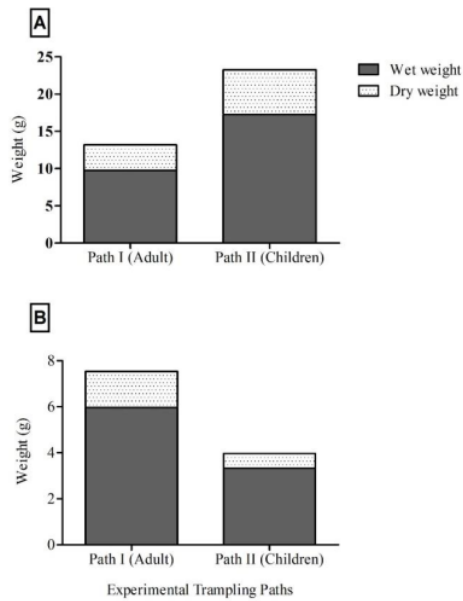 A
25
20
15
10
5
0
Weight (g)
Path I (Adult)
Path II (Children)
Wet weight
Dry weight
B
8
6
4
2
0
Weight (g)
Path I (Adult)
Path II (Children)
Experimental Trampling Paths